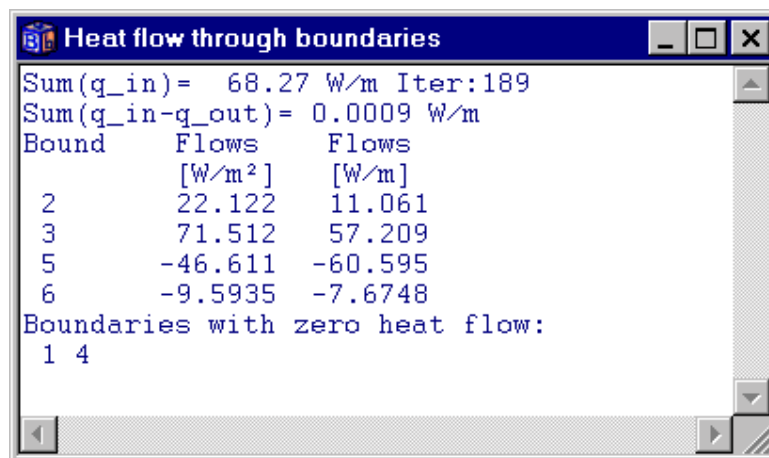 Heat flow through boundaries
Sum(q_in)=  68.27 W/m Iter:189
Sum(q_in-q_out)= 0.0009 W/m
Bound    Flows    Flows
         [W/m²]   [W/m]
 2       22.122   11.061
 3       71.512   57.209
 5      -46.611  -60.595
 6      -9.5935  -7.6748
Boundaries with zero heat flow:
 1 4